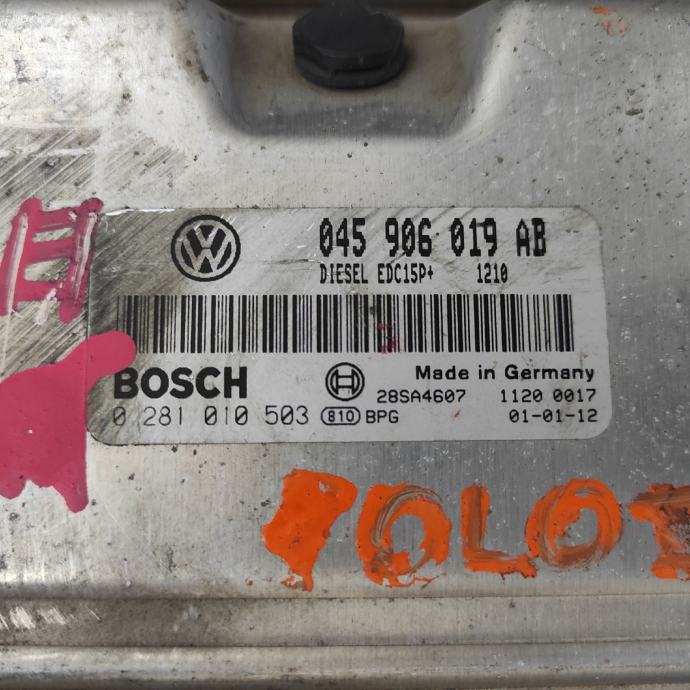 045 906 019 AB
DIESEL EDC15P+ 1210
BOSCH
Made in Germany
28SA4607 1120 0017
0 281 010 503 810 BPG 01-01-12
POLO